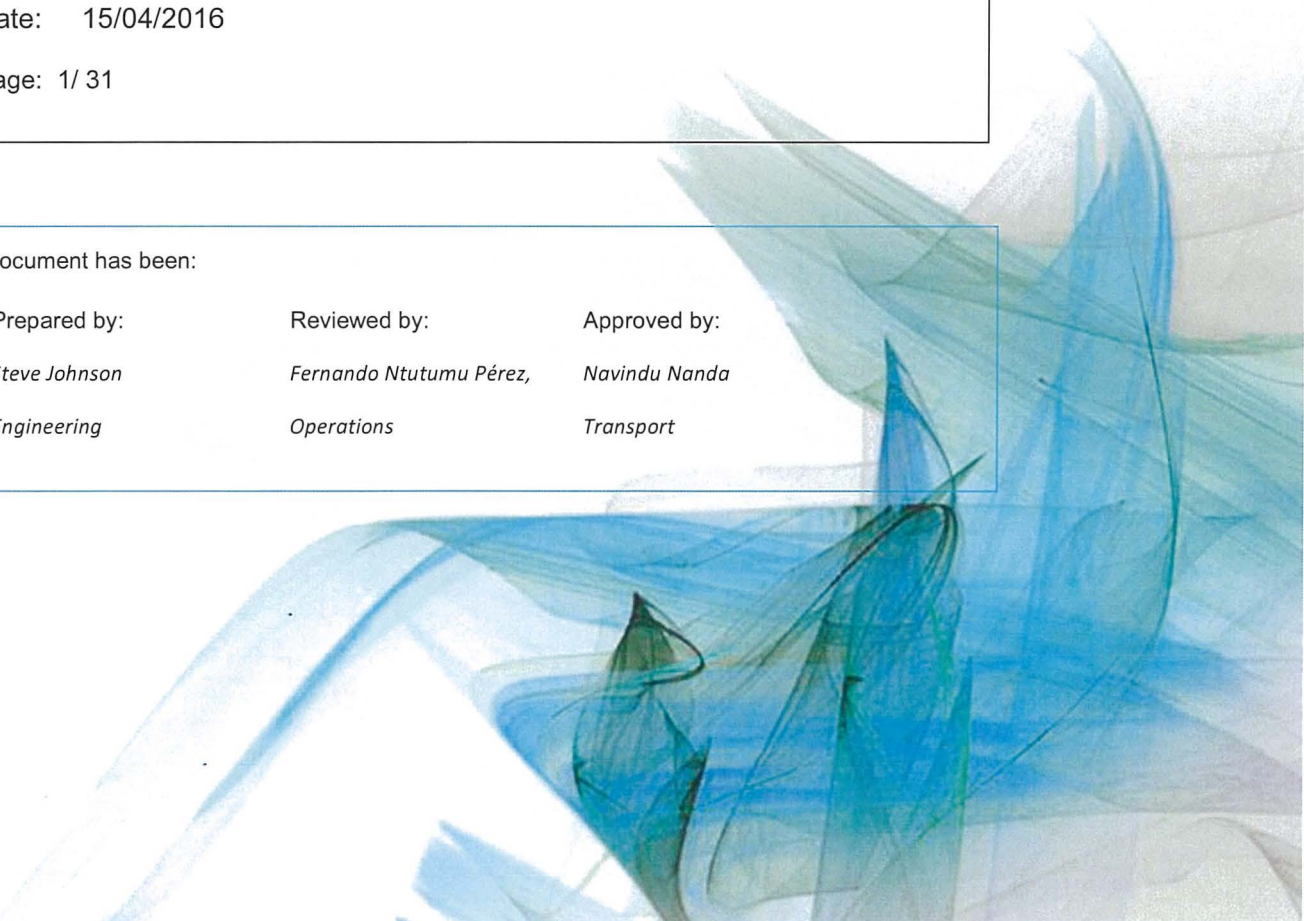 ate: 15/04/2016
age: 1/ 31
ocument has been:
Prepared by: Reviewed by: Approved by:
teve Johnson Fernando Ntutumu Pérez, Navindu Nanda
ngineering Operations Transport